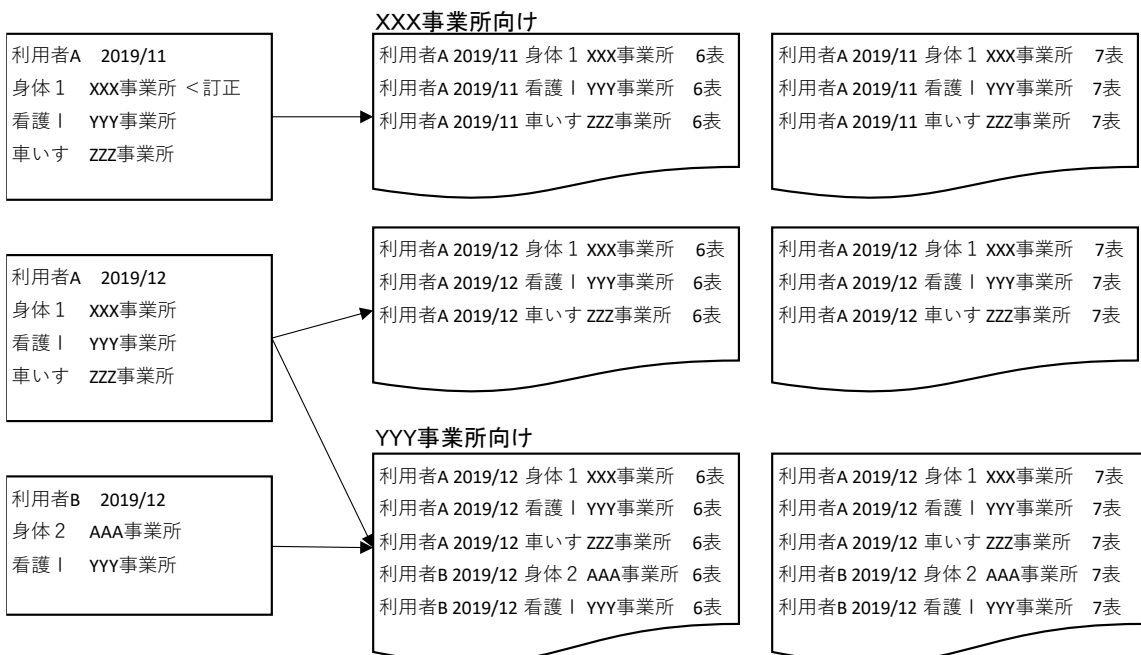 XXX事業所向け
利用者A 2019/11
身体１ XXX事業所 ＜訂正
看護Ⅰ YYY事業所
車いす ZZZ事業所
利用者A 2019/11 身体１ XXX事業所 6表
利用者A 2019/11 看護Ⅰ YYY事業所 6表
利用者A 2019/11 車いす ZZZ事業所 6表
利用者A 2019/11 身体１ XXX事業所 7表
利用者A 2019/11 看護Ⅰ YYY事業所 7表
利用者A 2019/11 車いす ZZZ事業所 7表
利用者A 2019/12
身体１ XXX事業所
看護Ⅰ YYY事業所
車いす ZZZ事業所
利用者A 2019/12 身体１ XXX事業所 6表
利用者A 2019/12 看護Ⅰ YYY事業所 6表
利用者A 2019/12 車いす ZZZ事業所 6表
利用者A 2019/12 身体１ XXX事業所 7表
利用者A 2019/12 看護Ⅰ YYY事業所 7表
利用者A 2019/12 車いす ZZZ事業所 7表
YYY事業所向け
利用者B 2019/12
身体２ AAA事業所
看護Ⅰ YYY事業所
利用者A 2019/12 身体１ XXX事業所 6表
利用者A 2019/12 看護Ⅰ YYY事業所 6表
利用者A 2019/12 車いす ZZZ事業所 6表
利用者B 2019/12 身体２ AAA事業所 6表
利用者B 2019/12 看護Ⅰ YYY事業所 6表
利用者A 2019/12 身体１ XXX事業所 7表
利用者A 2019/12 看護Ⅰ YYY事業所 7表
利用者A 2019/12 車いす ZZZ事業所 7表
利用者B 2019/12 身体２ AAA事業所 7表
利用者B 2019/12 看護Ⅰ YYY事業所 7表